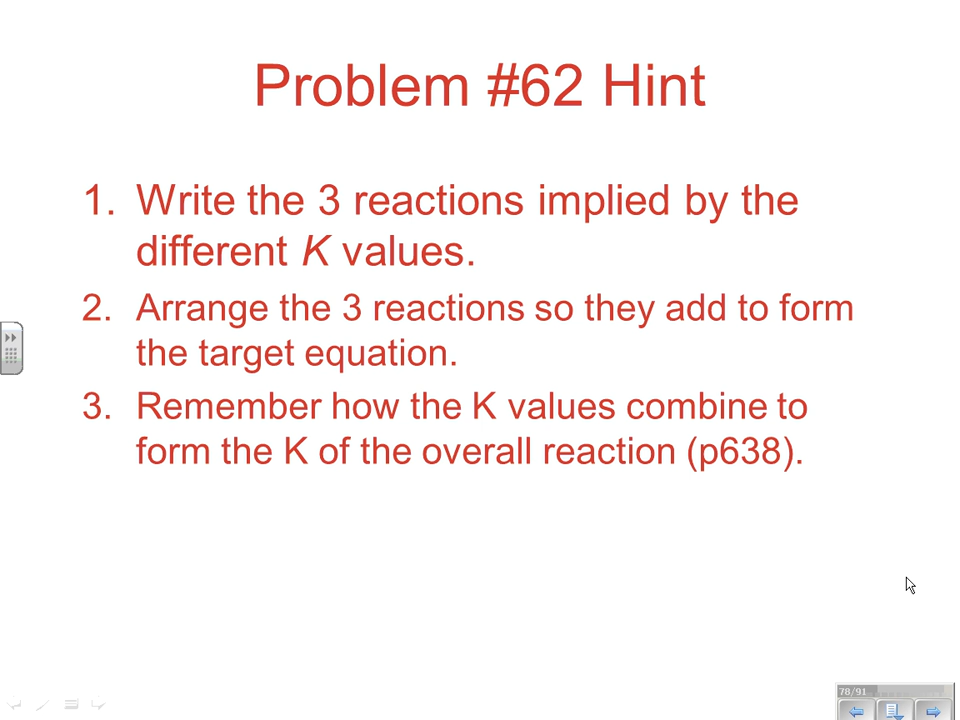 Problem #62 Hint
1. Write the 3 reactions implied by the
different K values.
2. Arrange the 3 reactions so they add to form
the target equation.
3. Remember how the K values combine to
form the K of the overall reaction (p638).
78/91